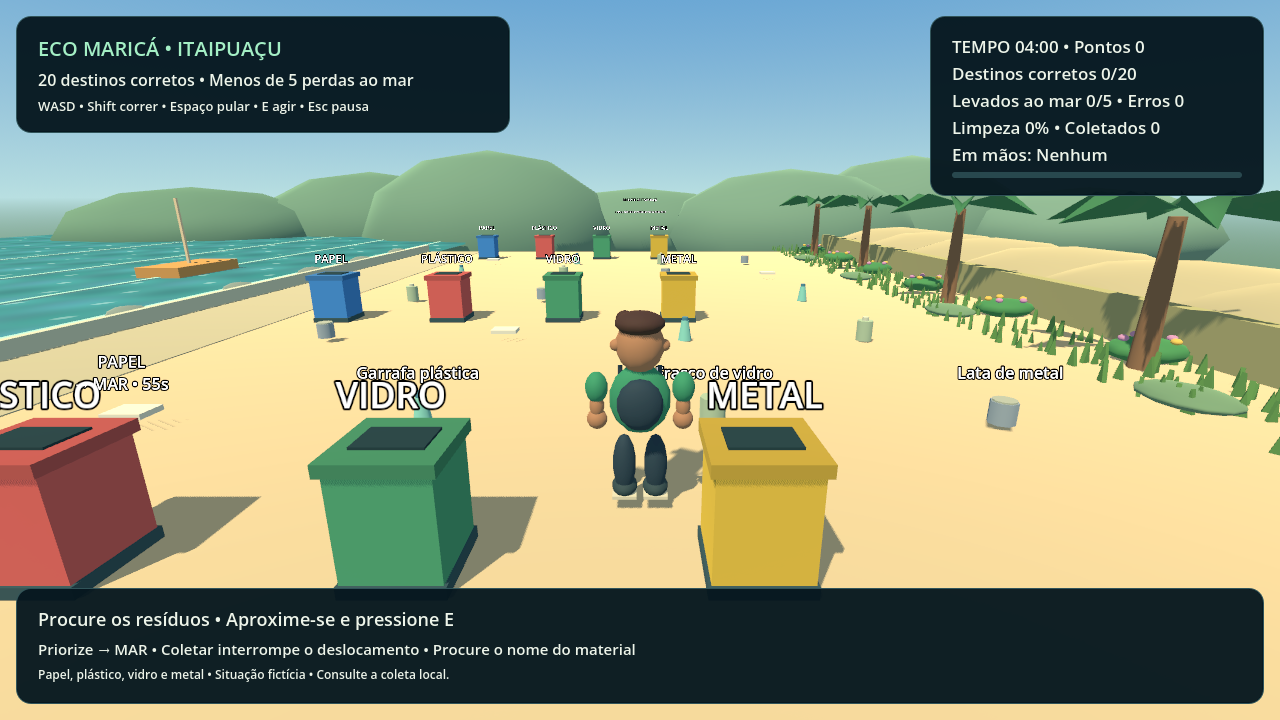 ECO MARICÁ • ITAIPUAÇU
20 destinos corretos • Menos de 5 perdas ao mar
WASD • Shift correr • Espaço pular • E agir • Esc pausa
TEMPO 04:00 • Pontos 0
Destinos corretos 0/20
Levados ao mar 0/5 • Erros 0
Limpeza 0% • Coletados 0
Em mãos: Nenhum
PAPEL
PLÁSTICO
VIDRO
METAL
PAPEL
MAR • 55s
Garrafa plástica
de vidro
Lata de metal
STICO
VIDRO
METAL
Procure os resíduos • Aproxime-se e pressione E
Priorize → MAR • Coletar interrompe o deslocamento • Procure o nome do material
Papel, plástico, vidro e metal • Situação fictícia • Consulte a coleta local.